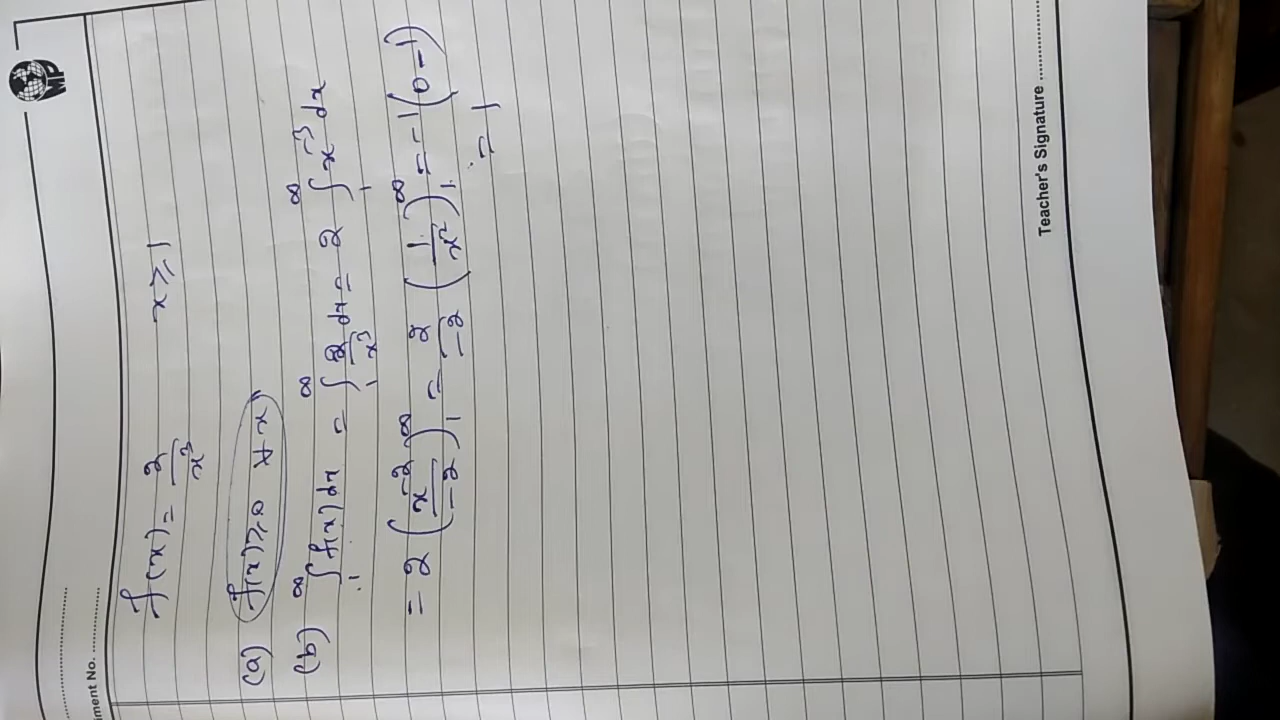 MP
iment No. ....................
f(x) = 2/x³ x ≥ 1
(a) f(x) ≥ 0 ∀ x
(b) ∫₁^∞ f(x) dx = ∫₁^∞ 2/x³ dx = 2 ∫₁^∞ x⁻³ dx
= 2 (x⁻²/-2)₁^∞ = 2/-2 (1/x²)₁^∞ = -1(0-1)
= 1
Teacher's Signature ....................